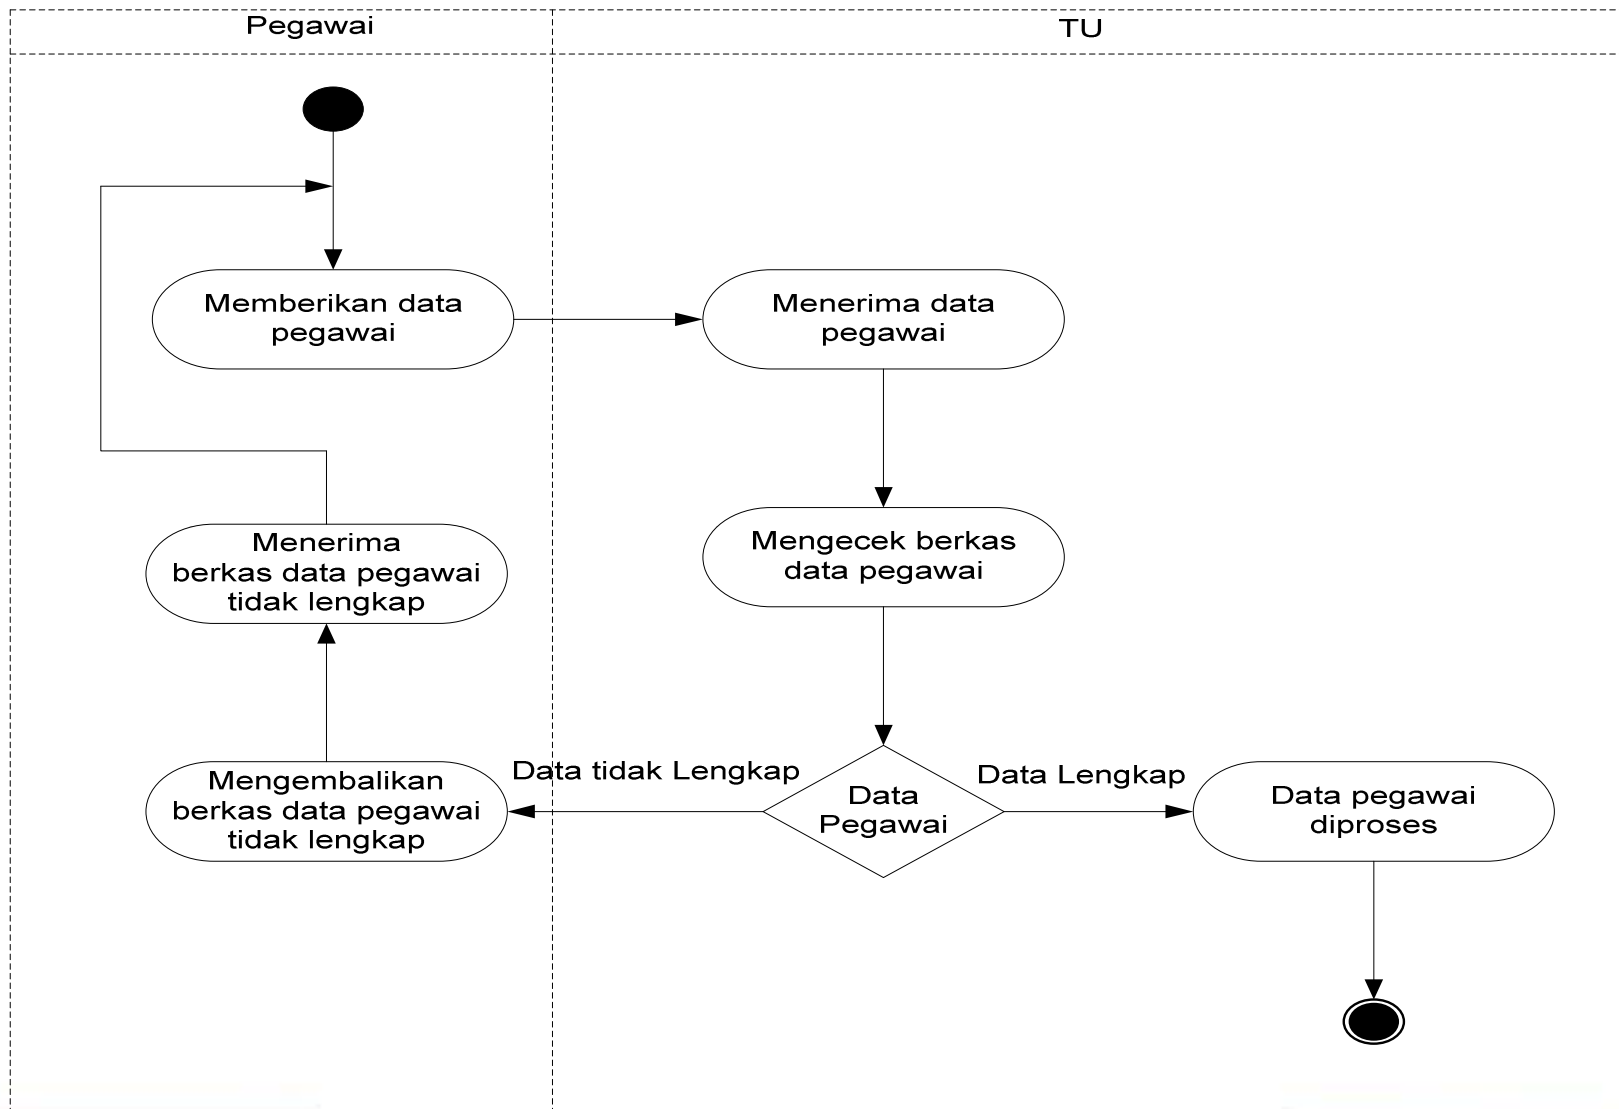 Pegawai
TU
Memberikan data
pegawai
Menerima data
pegawai
Menerima
berkas data pegawai
tidak lengkap
Mengecek berkas
data pegawai
Mengembalikan
berkas data pegawai
tidak lengkap
Data tidak Lengkap
Data
Pegawai
Data Lengkap
Data pegawai
diproses